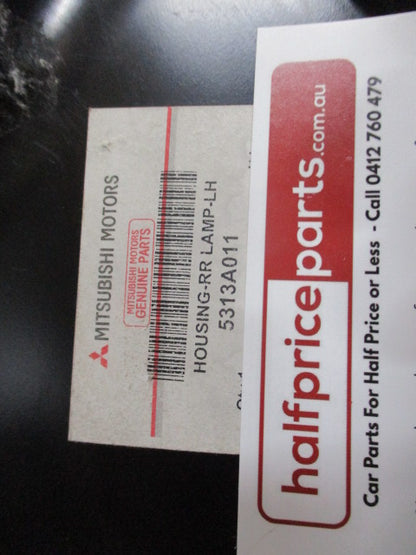 MITSUBISHI MOTORS
MITSUBISHI MOTORS
GENUINE PARTS
HOUSING-RR LAMP-LH
5313A011
halfpriceparts.com.au
Car Parts For Half Price or Less - Call 0412 760 479